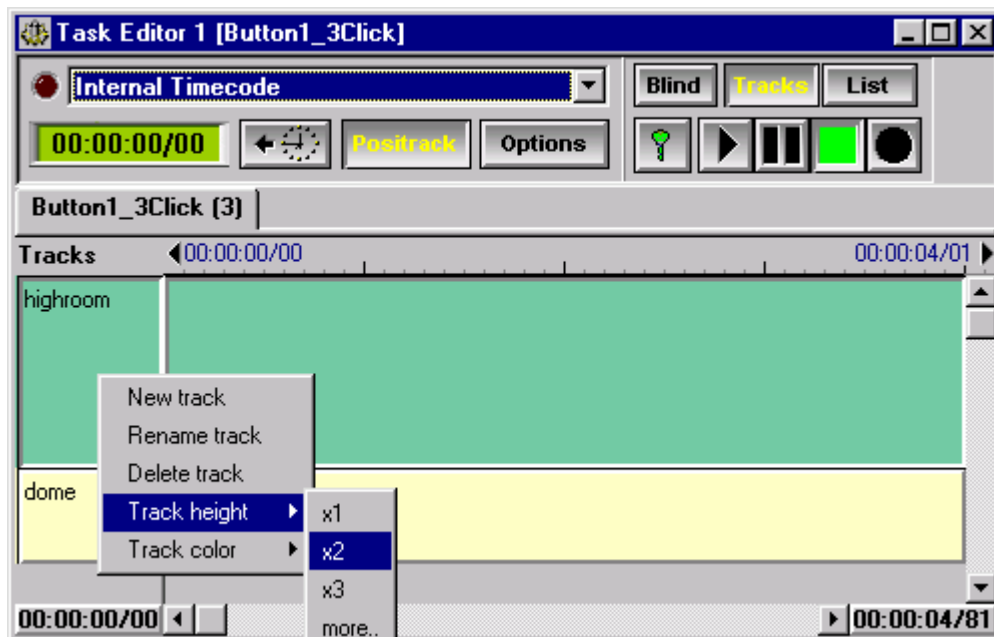 Task Editor 1 [Button1_3Click]
Internal Timecode
Blind Tracks List
00:00:00/00 Positrack Options
Button1_3Click (3)
Tracks 00:00:00/00 00:00:04/01
highroom
New track
Rename track
Delete track
dome
Track height x1
Track color x2
x3
more..
00:00:00/00 00:00:04/81